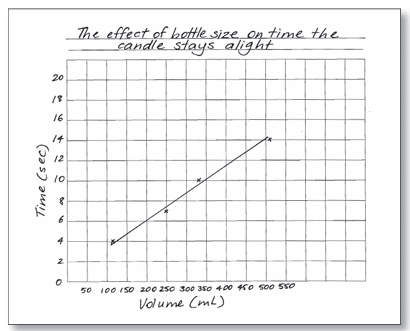 The effect of bottle size on time the
candle stays alight
20
18
16
14
12
10
8
6
4
2
0
Time (sec)
50 100 150 200 250 300 350 400 450 500 550
Volume (mL)